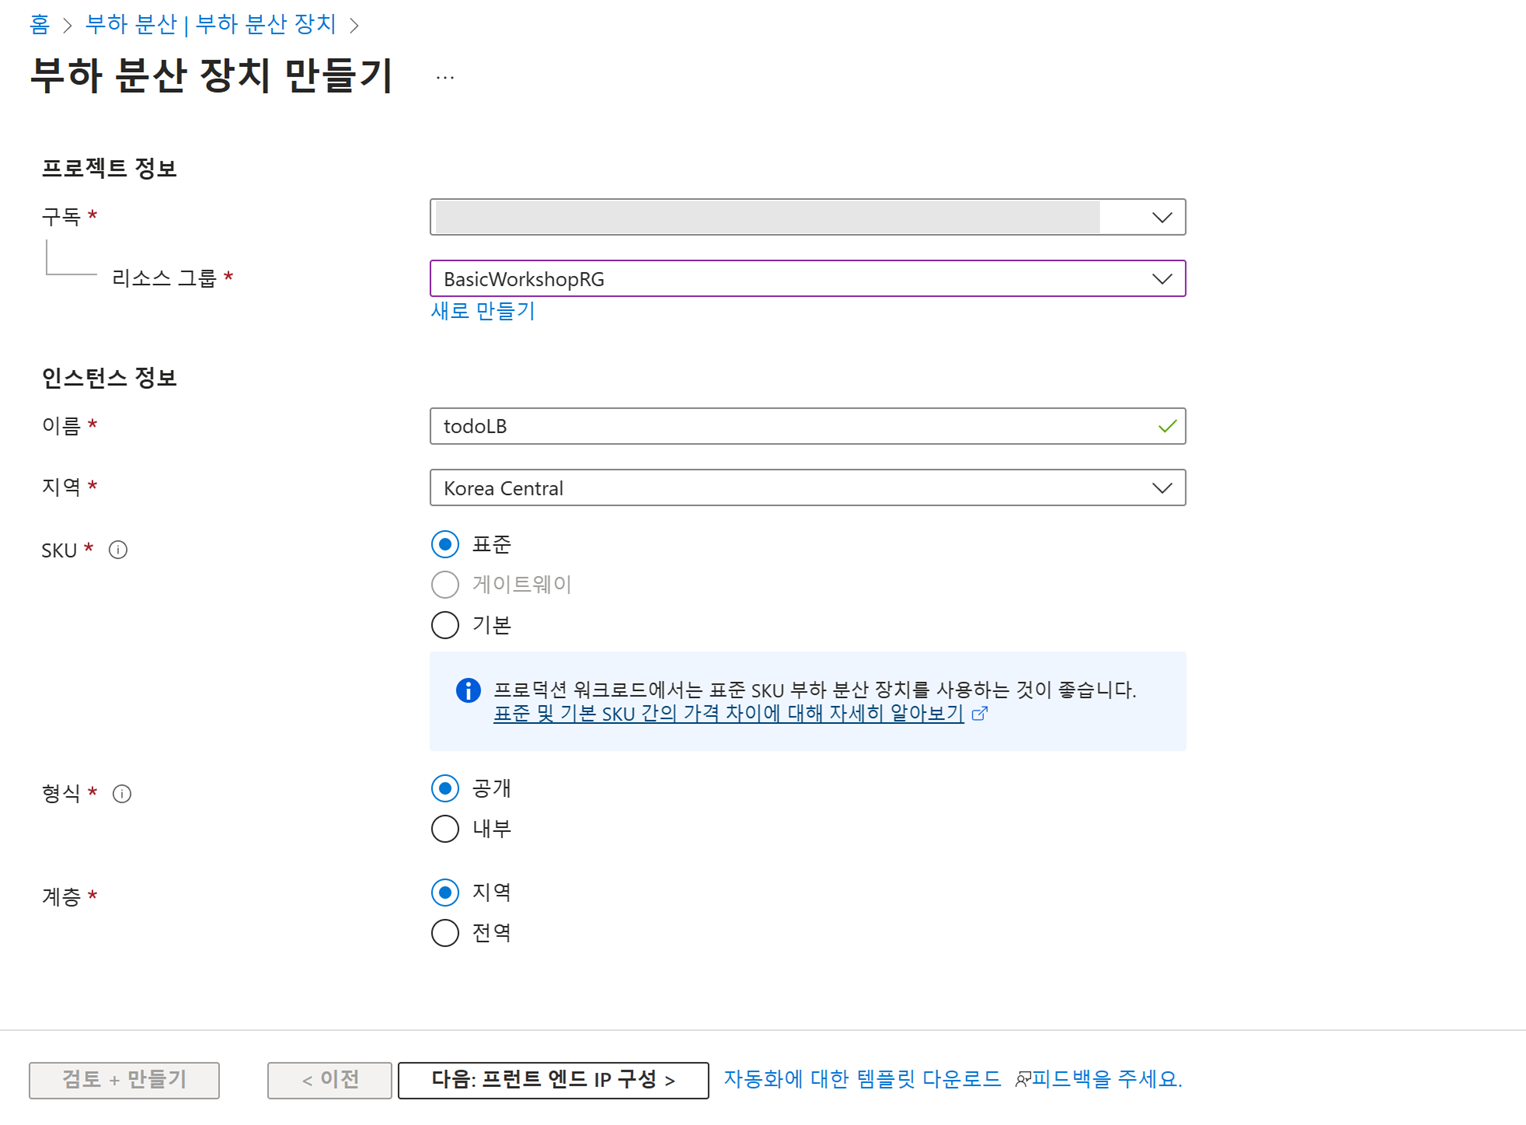 홈 > 부하 분산 | 부하 분산 장치 >
부하 분산 장치 만들기 ...
프로젝트 정보
구독 *
리소스 그룹 *
BasicWorkshopRG
새로 만들기
인스턴스 정보
이름 *
todoLB
지역 *
Korea Central
SKU *
표준
게이트웨이
기본
프로덕션 워크로드에서는 표준 SKU 부하 분산 장치를 사용하는 것이 좋습니다.
표준 및 기본 SKU 간의 가격 차이에 대해 자세히 알아보기
형식 *
공개
내부
계층 *
지역
전역
검토 + 만들기
< 이전
다음: 프런트 엔드 IP 구성 >
자동화에 대한 템플릿 다운로드
피드백을 주세요.